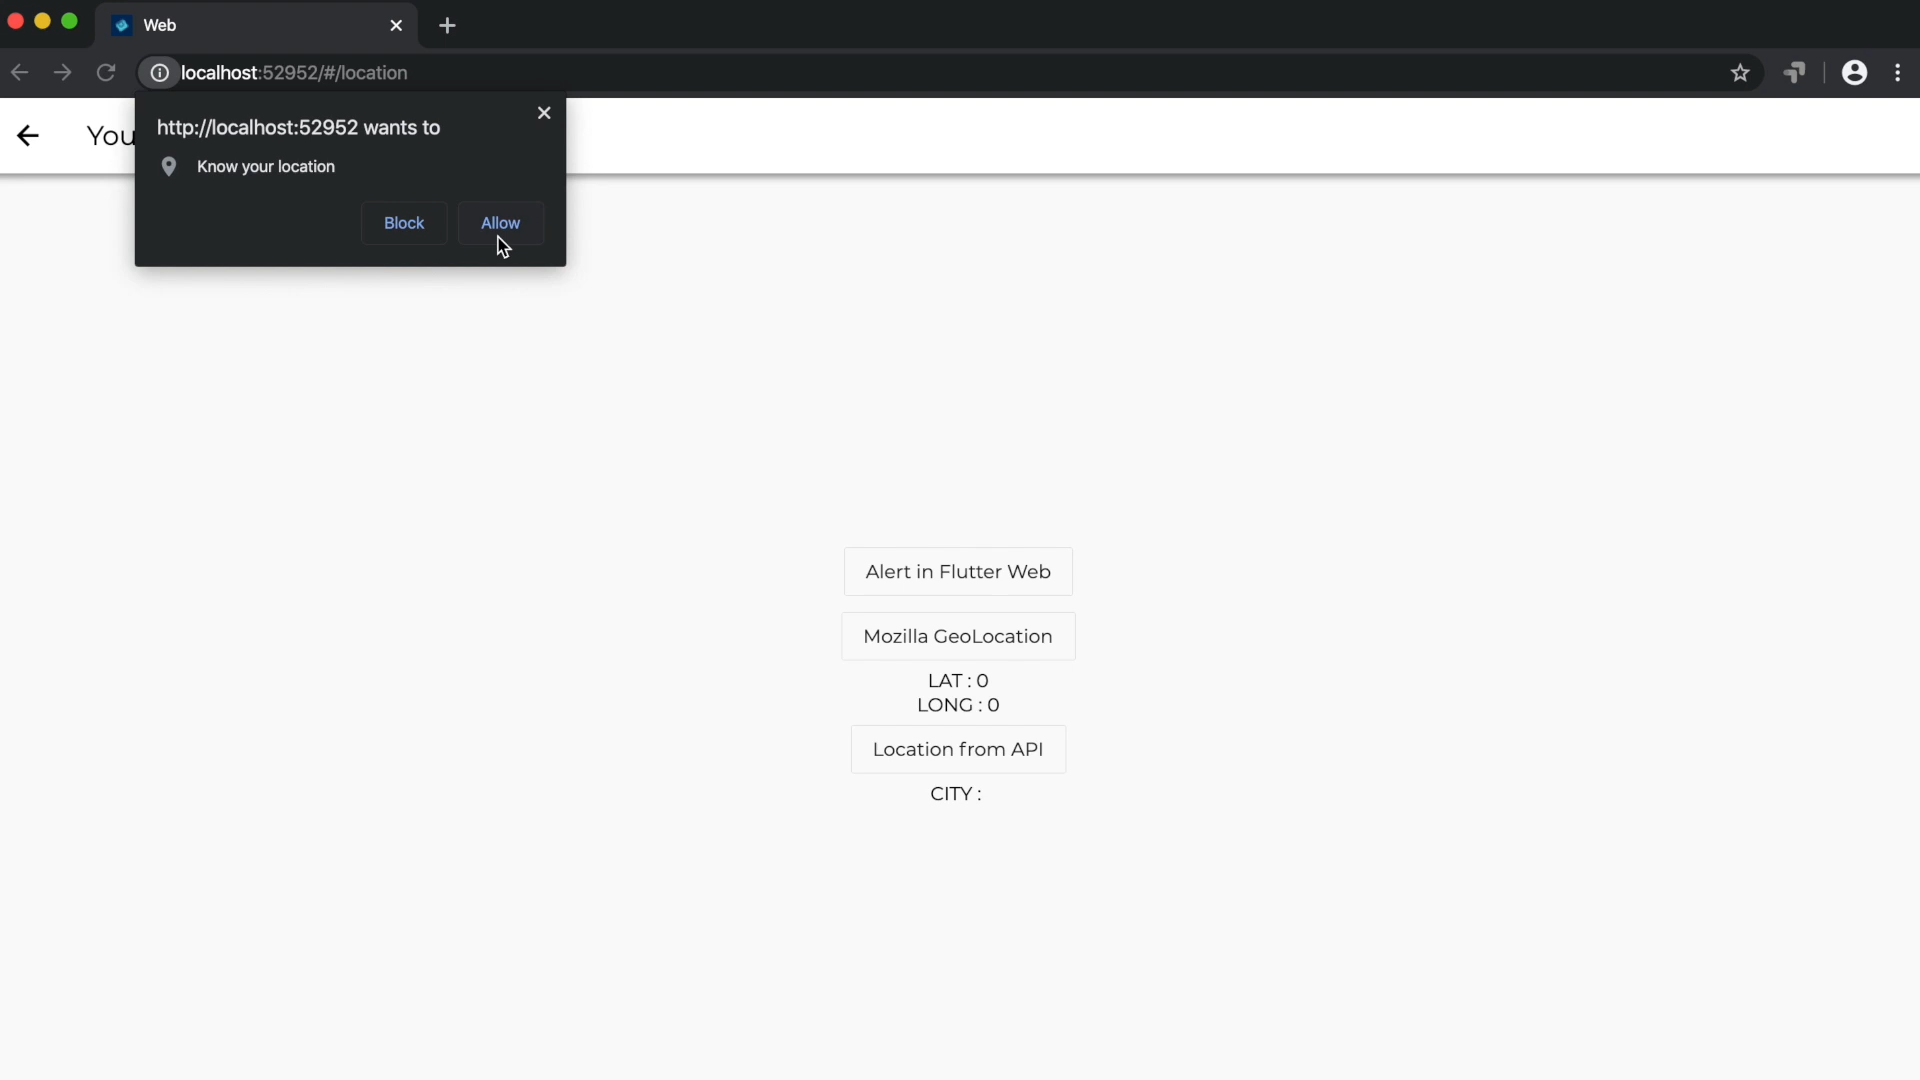 Web
localhost:52952/#/location
http://localhost:52952 wants to
Know your location
Block
Allow
You
Alert in Flutter Web
Mozilla GeoLocation
LAT : 0
LONG : 0
Location from API
CITY :